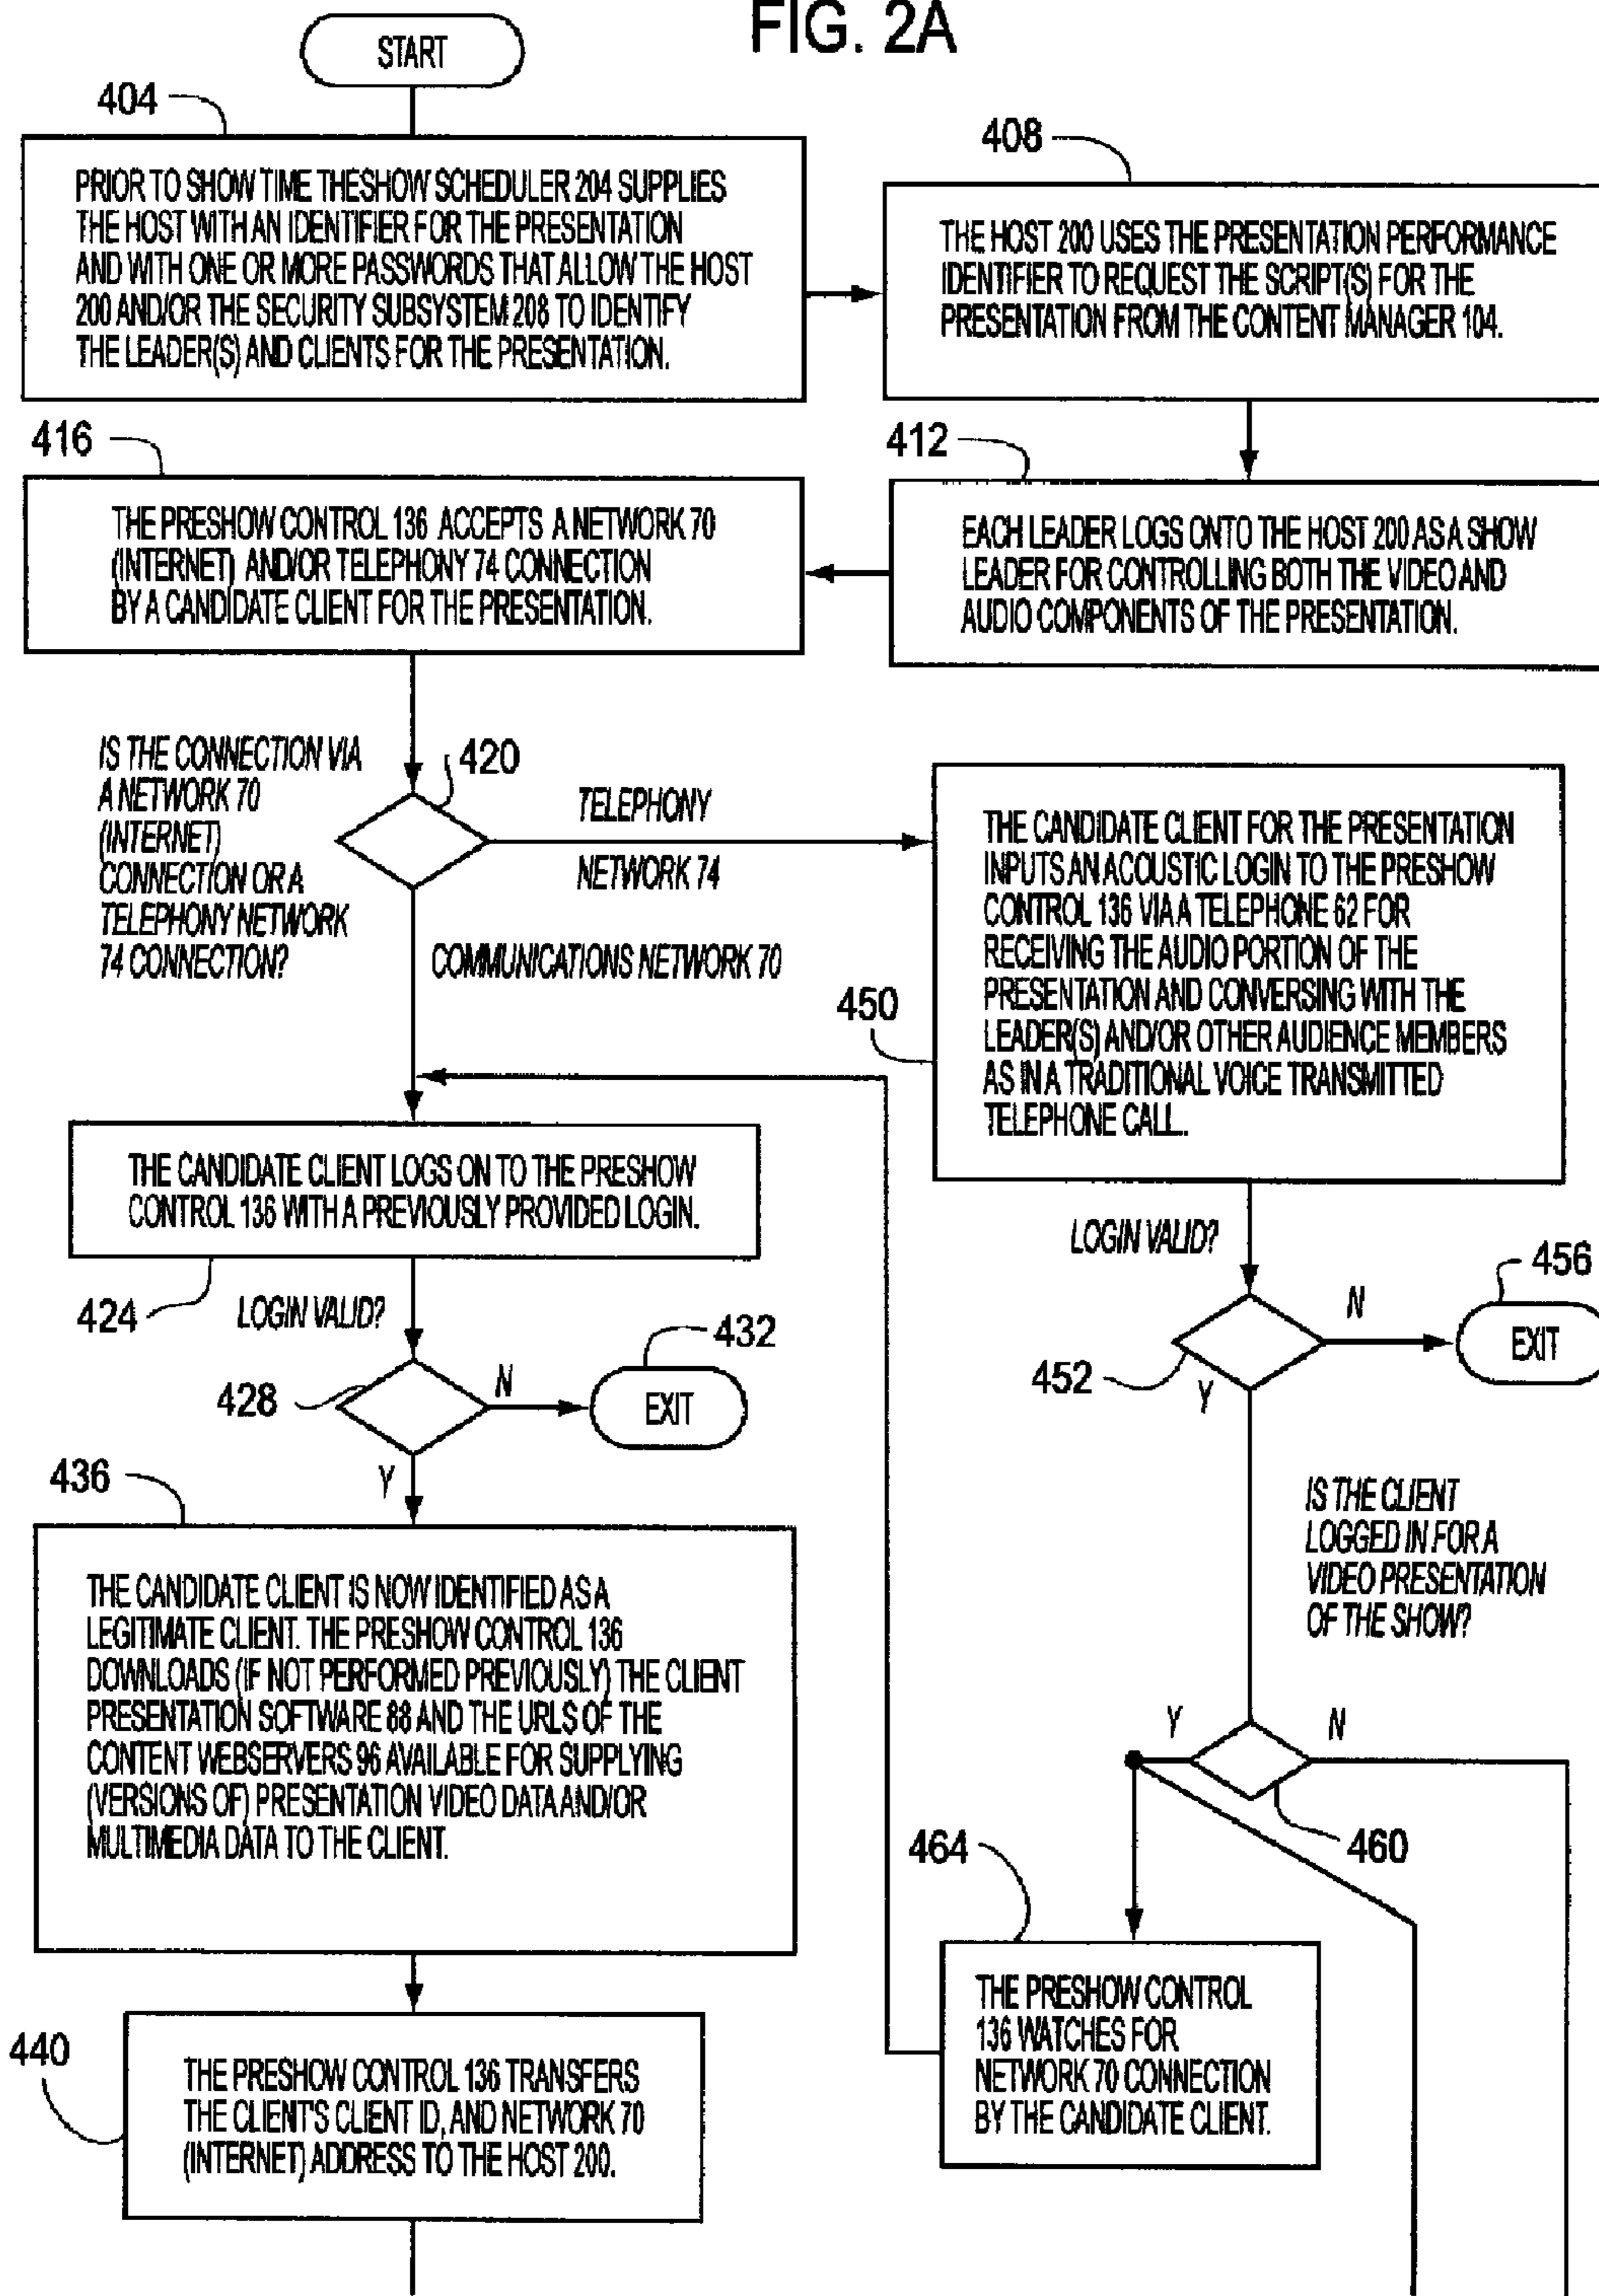 FIG. 2A
START
404
PRIOR TO SHOW TIME THESHOW SCHEDULER 204 SUPPLIES
THE HOST WITH AN IDENTIFIER FOR THE PRESENTATION
AND WITH ONE OR MORE PASSWORDS THAT ALLOW THE HOST
200 AND/OR THE SECURITY SUBSYSTEM 208 TO IDENTIFY
THE LEADER(S) AND CLIENTS FOR THE PRESENTATION.
408
THE HOST 200 USES THE PRESENTATION PERFORMANCE
IDENTIFIER TO REQUEST THE SCRIPT(S) FOR THE
PRESENTATION FROM THE CONTENT MANAGER 104.
412
EACH LEADER LOGS ONTO THE HOST 200 AS A SHOW
LEADER FOR CONTROLLING BOTH THE VIDEO AND
AUDIO COMPONENTS OF THE PRESENTATION.
416
THE PRESHOW CONTROL 136 ACCEPTS A NETWORK 70
(INTERNET) AND/OR TELEPHONY 74 CONNECTION
BY A CANDIDATE CLIENT FOR THE PRESENTATION.
IS THE CONNECTION VIA
A NETWORK 70
(INTERNET)
CONNECTION OR A
TELEPHONY NETWORK
74 CONNECTION?
420
TELEPHONY
NETWORK 74
COMMUNICATIONS NETWORK 70
450
THE CANDIDATE CLIENT FOR THE PRESENTATION
INPUTS AN ACOUSTIC LOGIN TO THE PRESHOW
CONTROL 136 VIA A TELEPHONE 62 FOR
RECEIVING THE AUDIO PORTION OF THE
PRESENTATION AND CONVERSING WITH THE
LEADER(S) AND/OR OTHER AUDIENCE MEMBERS
AS IN A TRADITIONAL VOICE TRANSMITTED
TELEPHONE CALL.
THE CANDIDATE CLIENT LOGS ON TO THE PRESHOW
CONTROL 136 WITH A PREVIOUSLY PROVIDED LOGIN.
424
LOGIN VALID?
428
N
432
EXIT
Y
LOGIN VALID?
452
N
456
EXIT
Y
436
THE CANDIDATE CLIENT IS NOW IDENTIFIED AS A
LEGITIMATE CLIENT. THE PRESHOW CONTROL 136
DOWNLOADS (IF NOT PERFORMED PREVIOUSLY) THE CLIENT
PRESENTATION SOFTWARE 88 AND THE URLS OF THE
CONTENT WEBSERVERS 96 AVAILABLE FOR SUPPLYING
(VERSIONS OF) PRESENTATION VIDEO DATA AND/OR
MULTIMEDIA DATA TO THE CLIENT.
IS THE CLIENT
LOGGED IN FOR A
VIDEO PRESENTATION
OF THE SHOW?
Y
N
460
464
THE PRESHOW CONTROL
136 WATCHES FOR
NETWORK 70 CONNECTION
BY THE CANDIDATE CLIENT.
440
THE PRESHOW CONTROL 136 TRANSFERS
THE CLIENT'S CLIENT ID, AND NETWORK 70
(INTERNET) ADDRESS TO THE HOST 200.